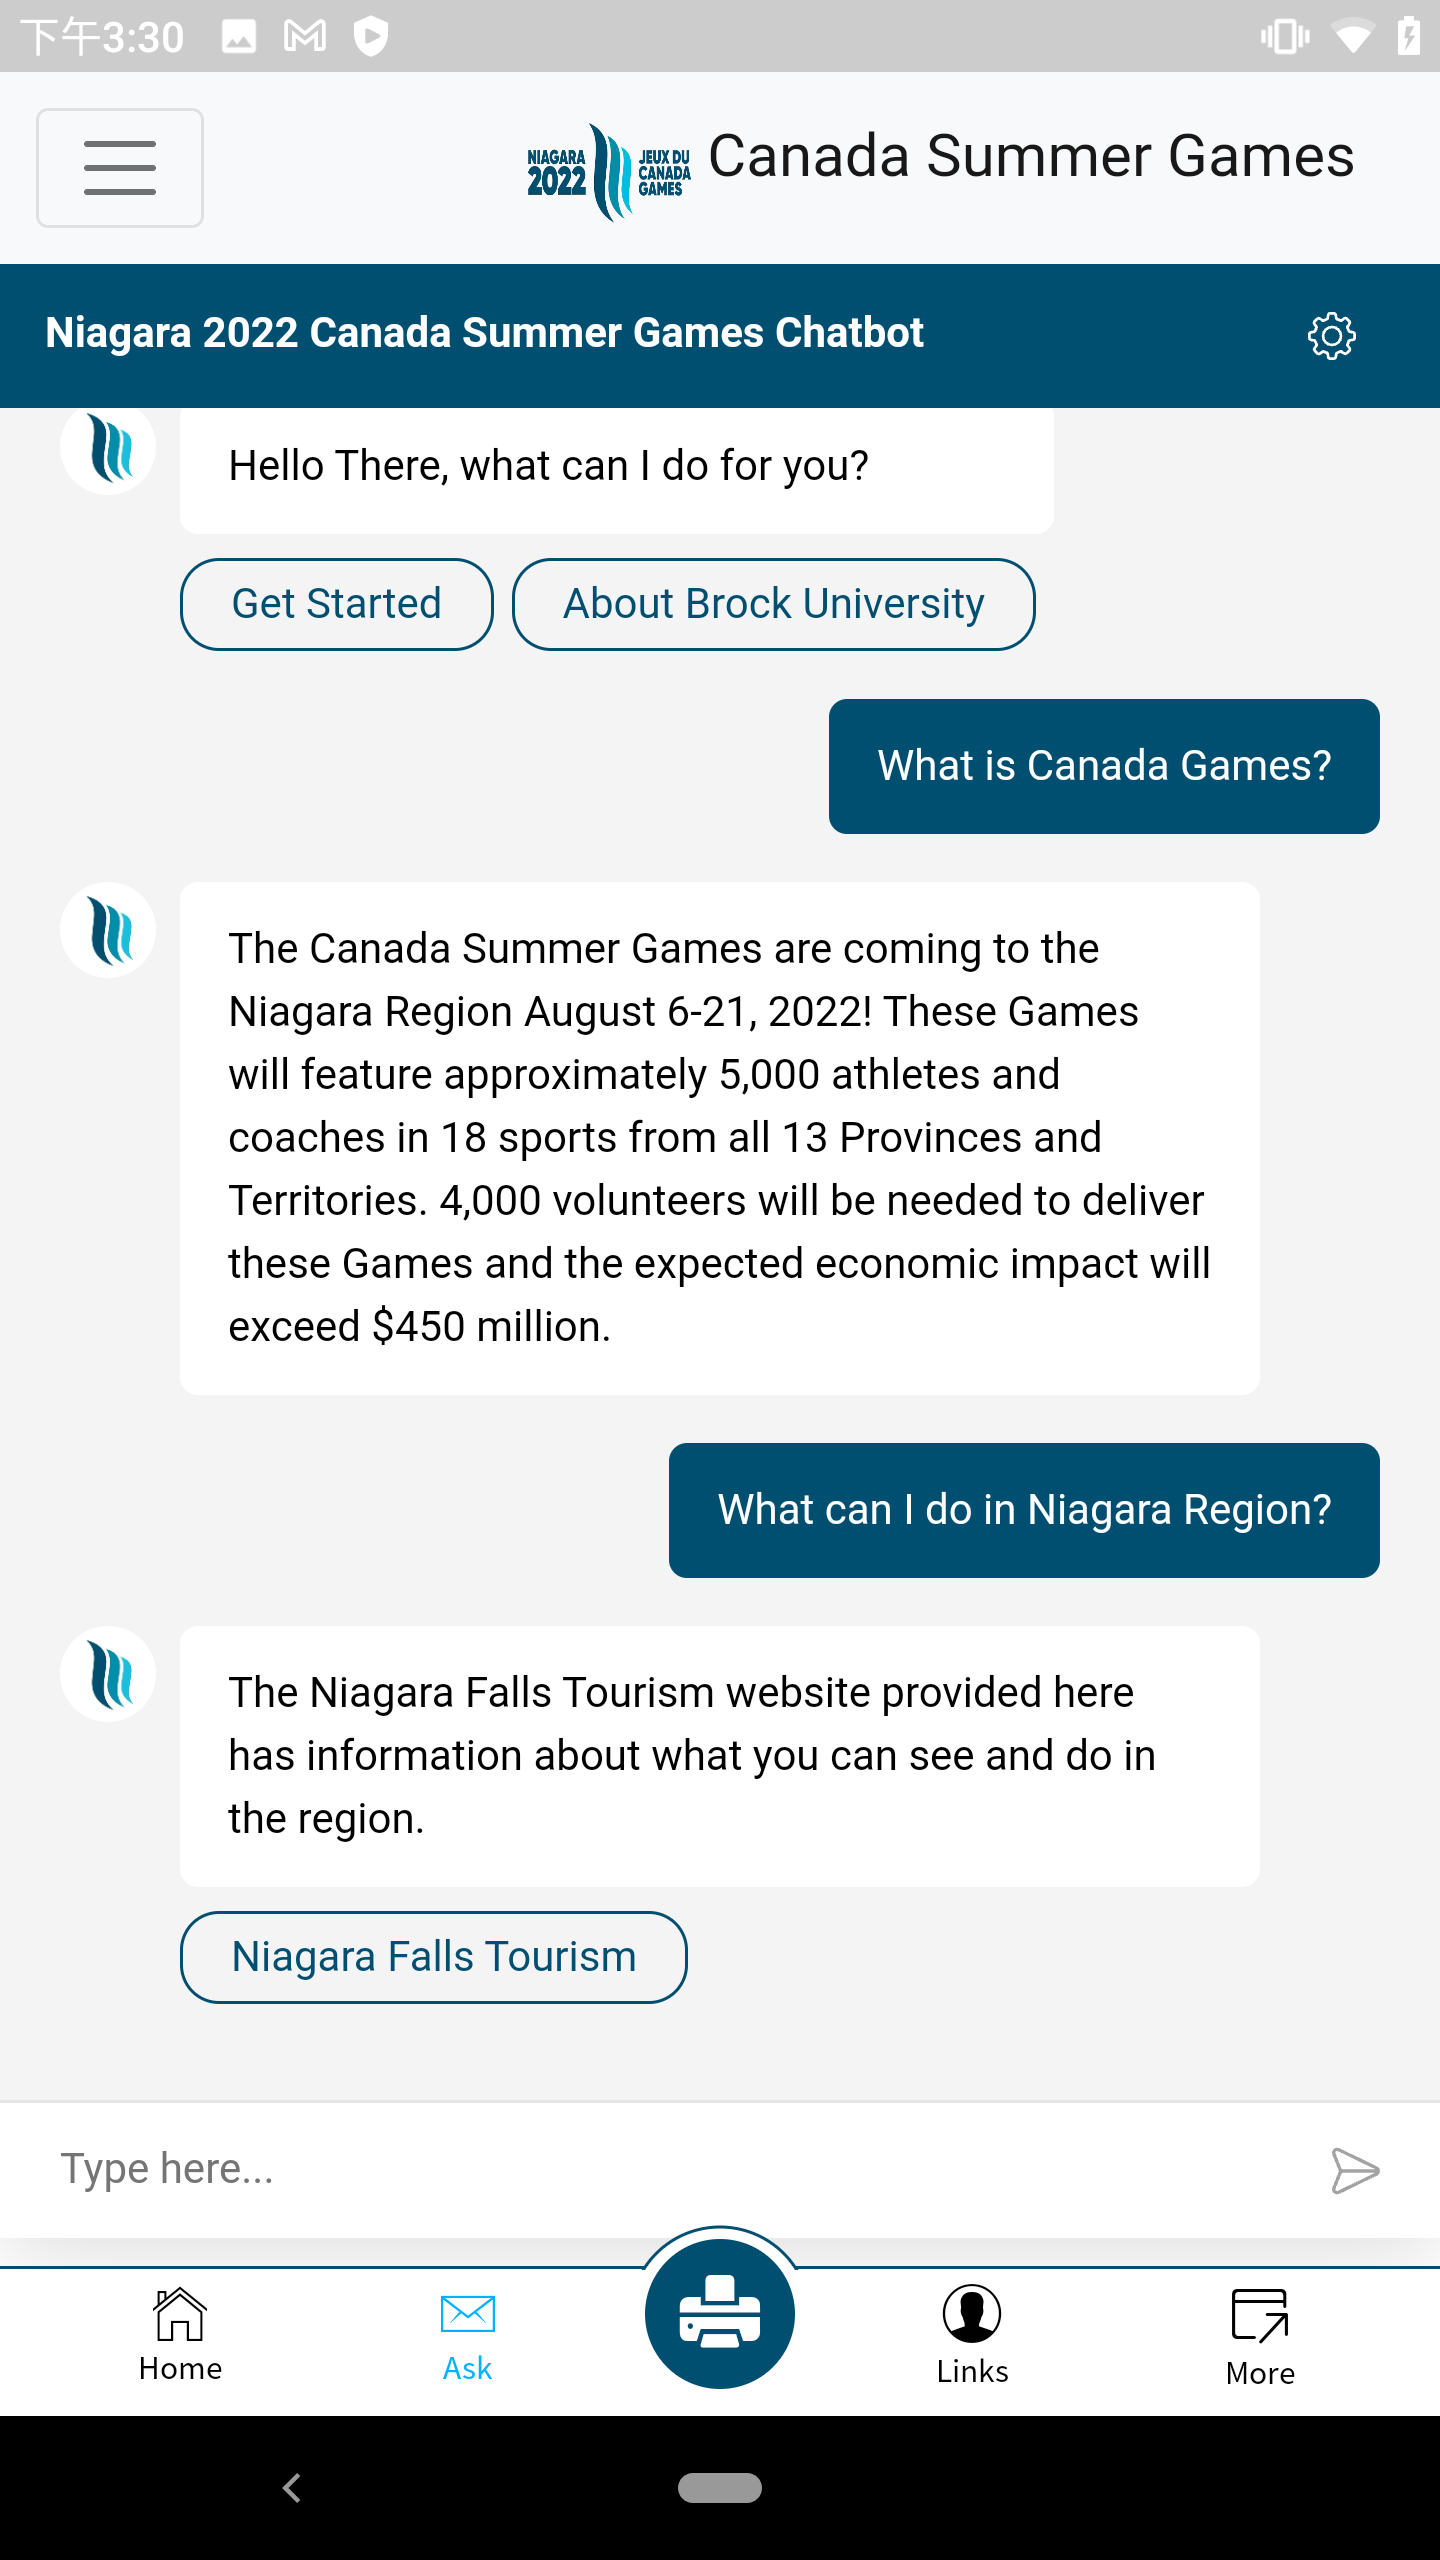 下午3:30
NIAGARA
2022
JEUX DU
CANADA
GAMES
Canada Summer Games
Niagara 2022 Canada Summer Games Chatbot
Hello There, what can I do for you?
Get Started
About Brock University
What is Canada Games?
The Canada Summer Games are coming to the
Niagara Region August 6-21, 2022! These Games
will feature approximately 5,000 athletes and
coaches in 18 sports from all 13 Provinces and
Territories. 4,000 volunteers will be needed to deliver
these Games and the expected economic impact will
exceed $450 million.
What can I do in Niagara Region?
The Niagara Falls Tourism website provided here
has information about what you can see and do in
the region.
Niagara Falls Tourism
Type here...
Home
Ask
Links
More